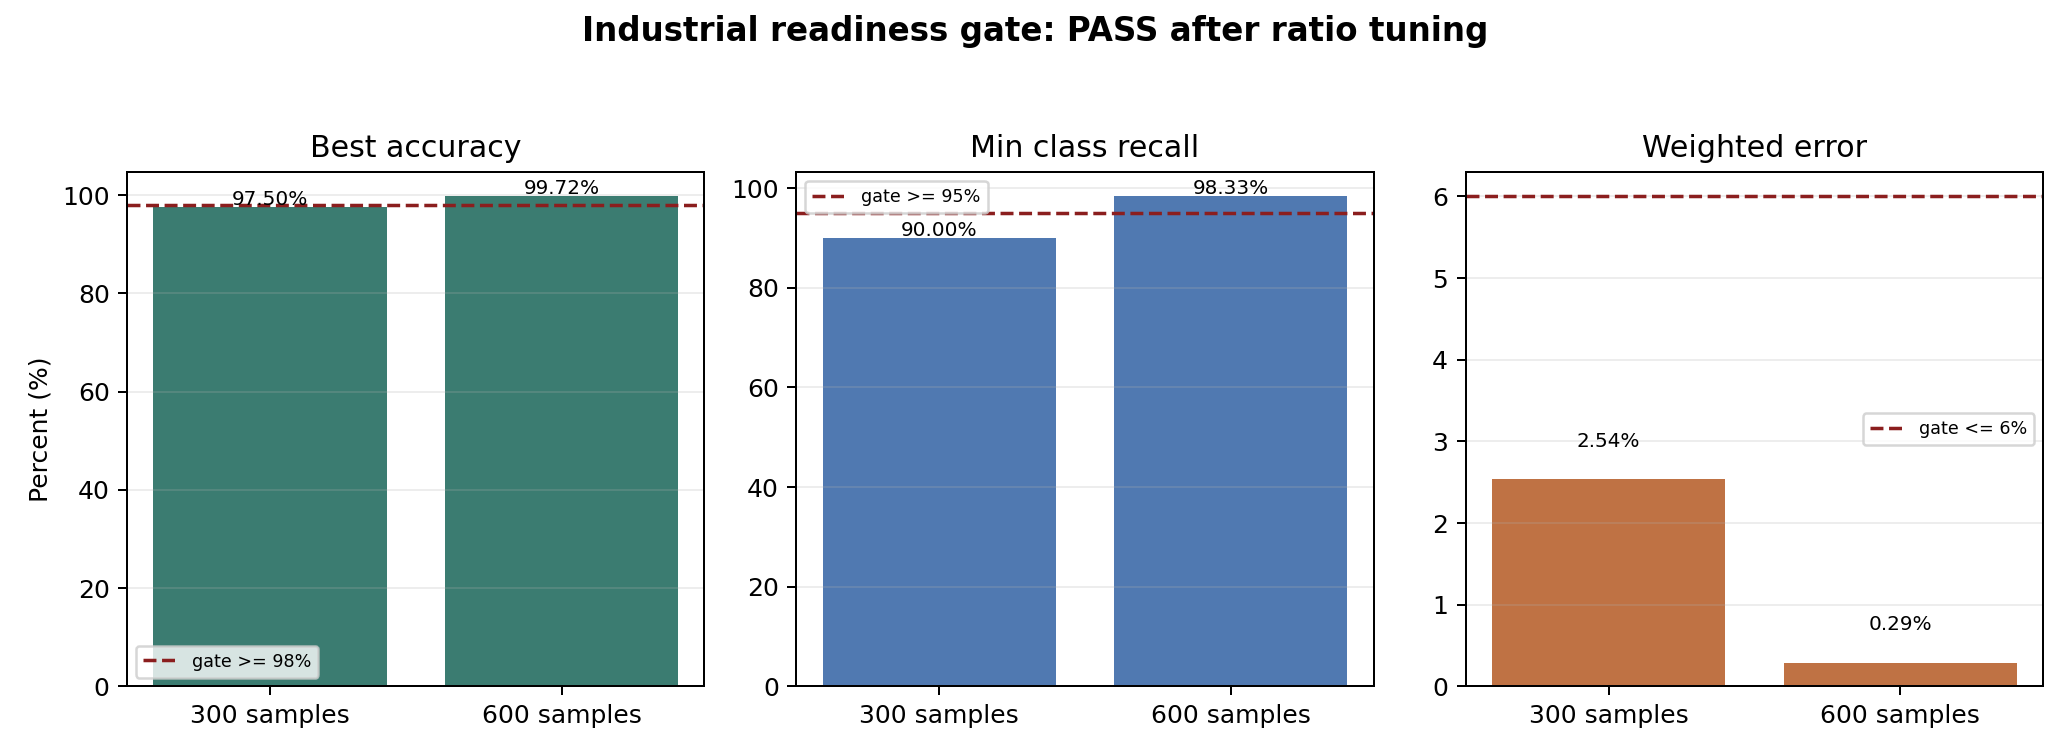 Industrial readiness gate: PASS after ratio tuning
Best accuracy
Percent (%)
100
80
60
40
20
0
97.50%
99.72%
gate >= 98%
300 samples
600 samples
Min class recall
100
80
60
40
20
0
gate >= 95%
90.00%
98.33%
300 samples
600 samples
Weighted error
6
5
4
3
2
1
0
gate <= 6%
2.54%
0.29%
300 samples
600 samples